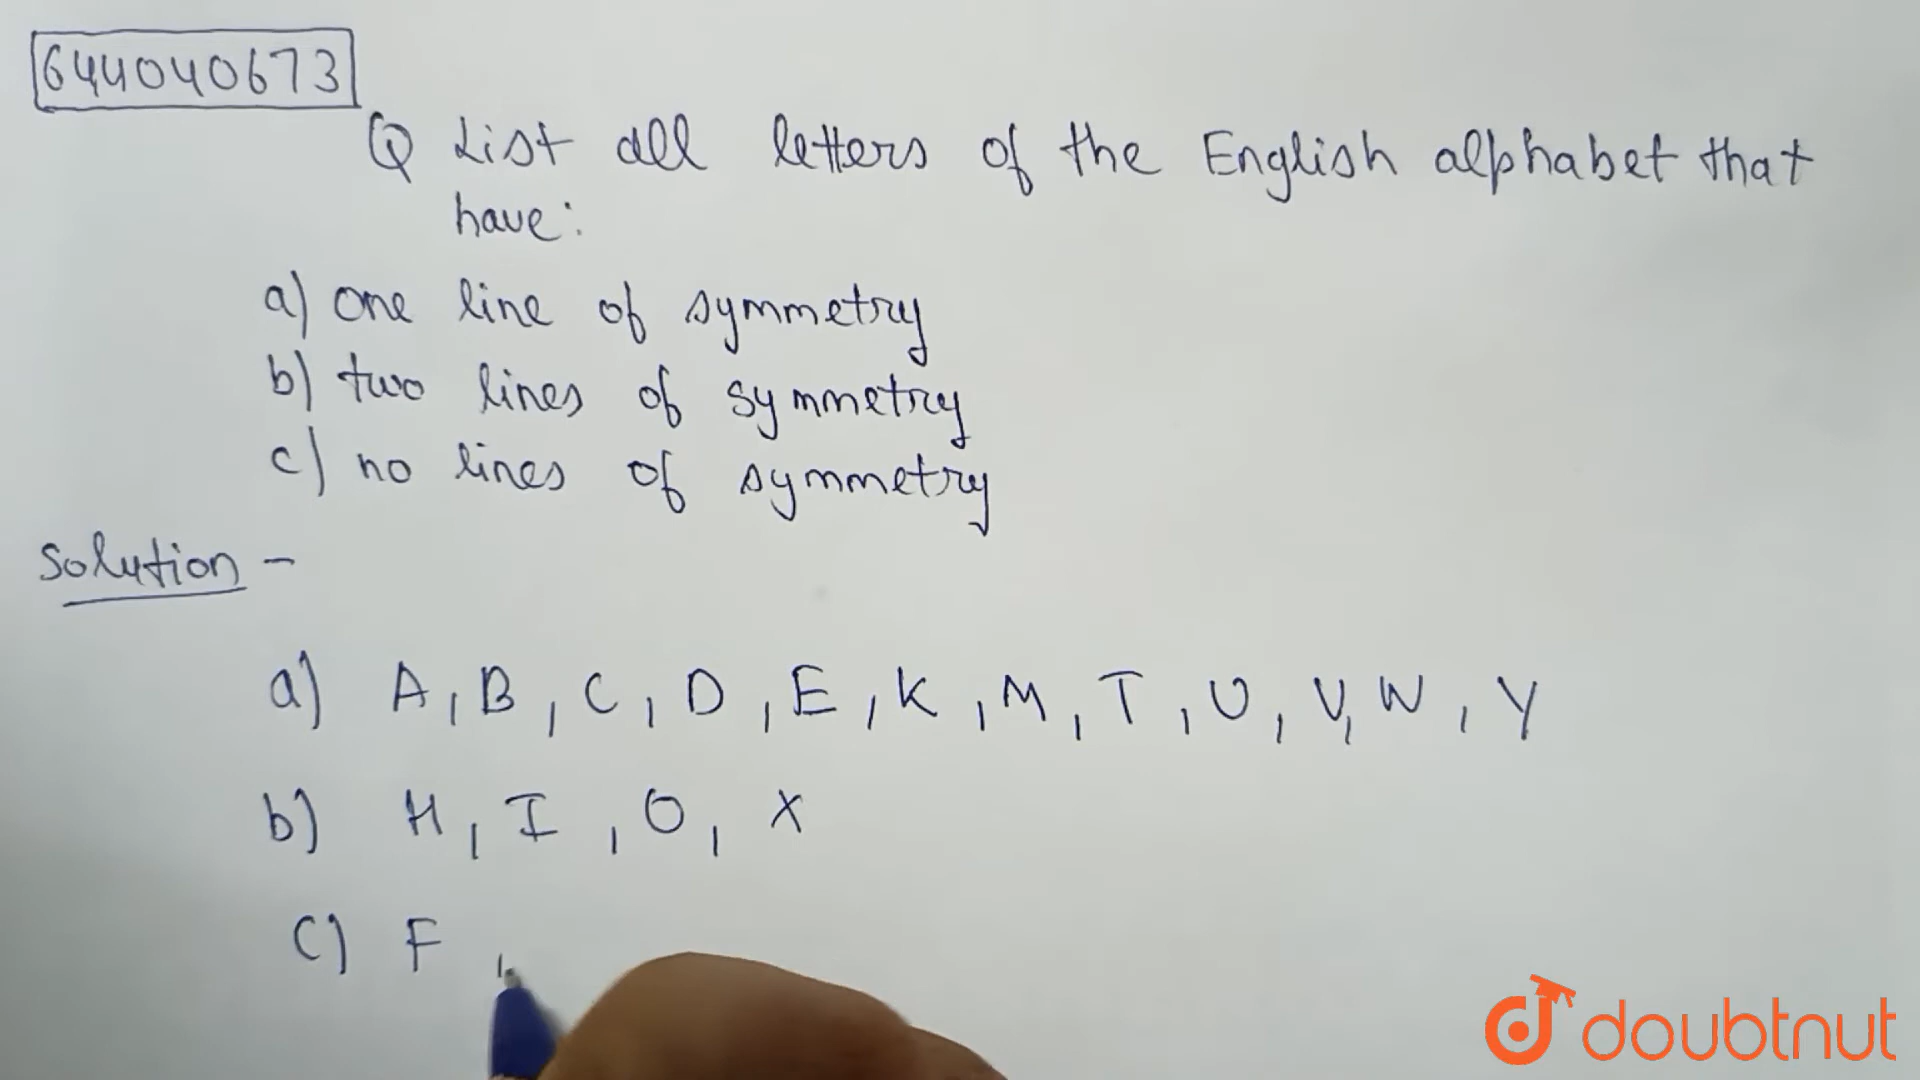 644040673
Q List all letters of the English alphabet that
have:
a) one line of symmetry
b) two lines of symmetry
c) no lines of symmetry
Solution -
a) A, B, C, D, E, K, M, T, U, V, W, Y
b) H, I, O, X
c) F,
doubtnut